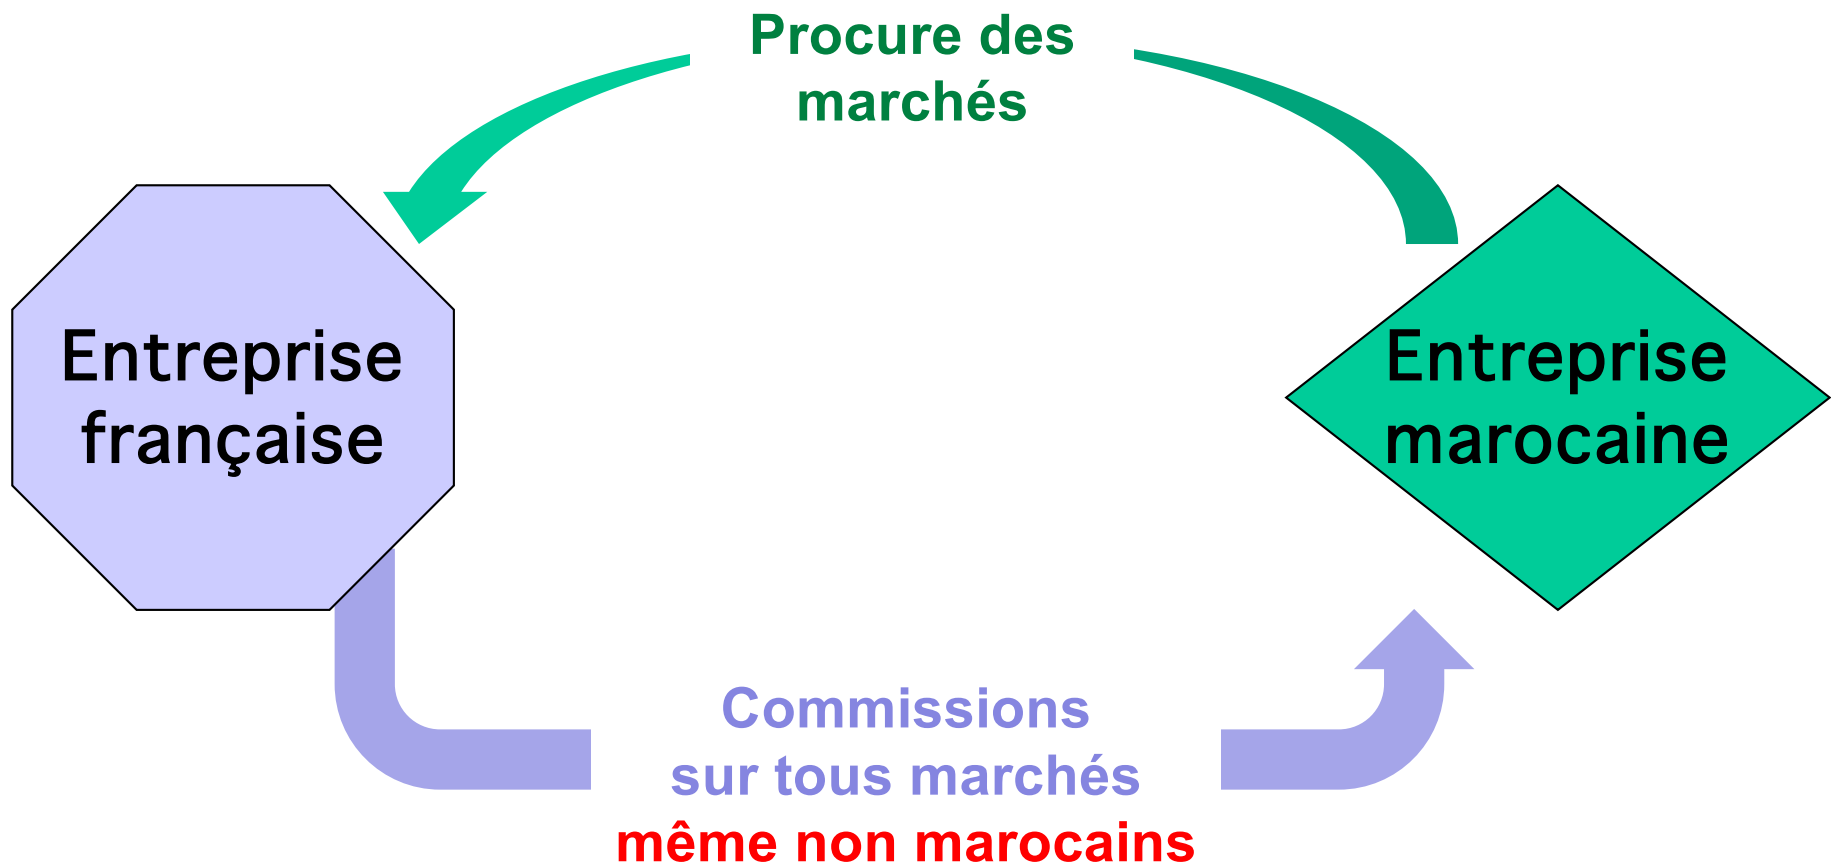 Procure des
marchés
Entreprise
française
Entreprise
marocaine
Commissions
sur tous marchés
même non marocains